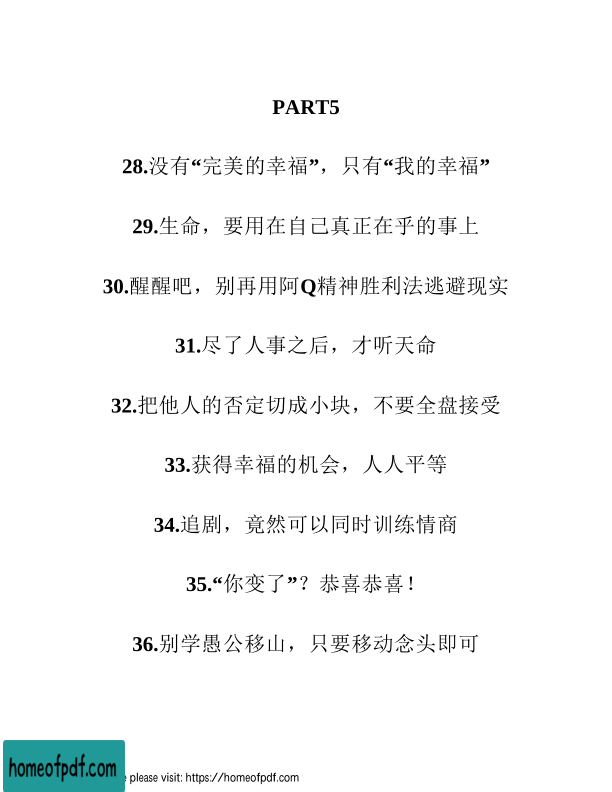 PART5
28.没有“完美的幸福”，只有“我的幸福”
29.生命，要用在自己真正在乎的事上
30.醒醒吧，别再用阿Q精神胜利法逃避现实
31.尽了人事之后，才听天命
32.把他人的否定切成小块，不要全盘接受
33.获得幸福的机会，人人平等
34.追剧，竟然可以同时训练情商
35.“你变了”？恭喜恭喜！
36.别学愚公移山，只要移动念头即可
homeofpdf.com
please visit: https://homeofpdf.com